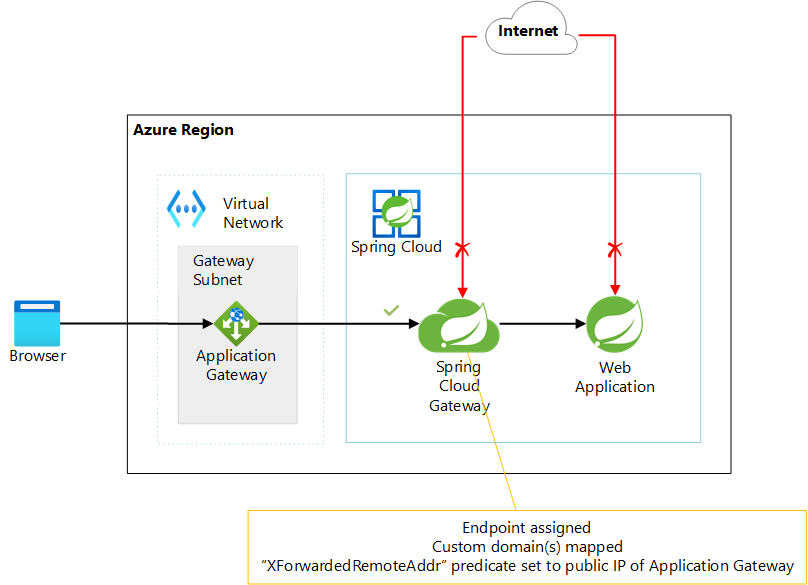 Internet
Azure Region
Virtual
Network
Spring Cloud
Gateway
Subnet
Browser
Application
Gateway
Spring
Cloud
Gateway
Web
Application
Endpoint assigned
Custom domain(s) mapped
“XForwardedRemoteAddr” predicate set to public IP of Application Gateway